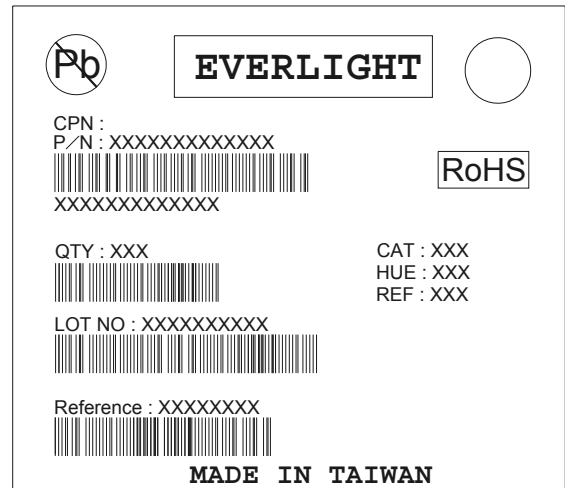 Pb
EVERLIGHT
CPN :
P/N : XXXXXXXXXXXXX
RoHS
XXXXXXXXXXXXX
QTY : XXX
CAT : XXX
HUE : XXX
REF : XXX
LOT NO : XXXXXXXXXX
Reference : XXXXXXXX
MADE IN TAIWAN